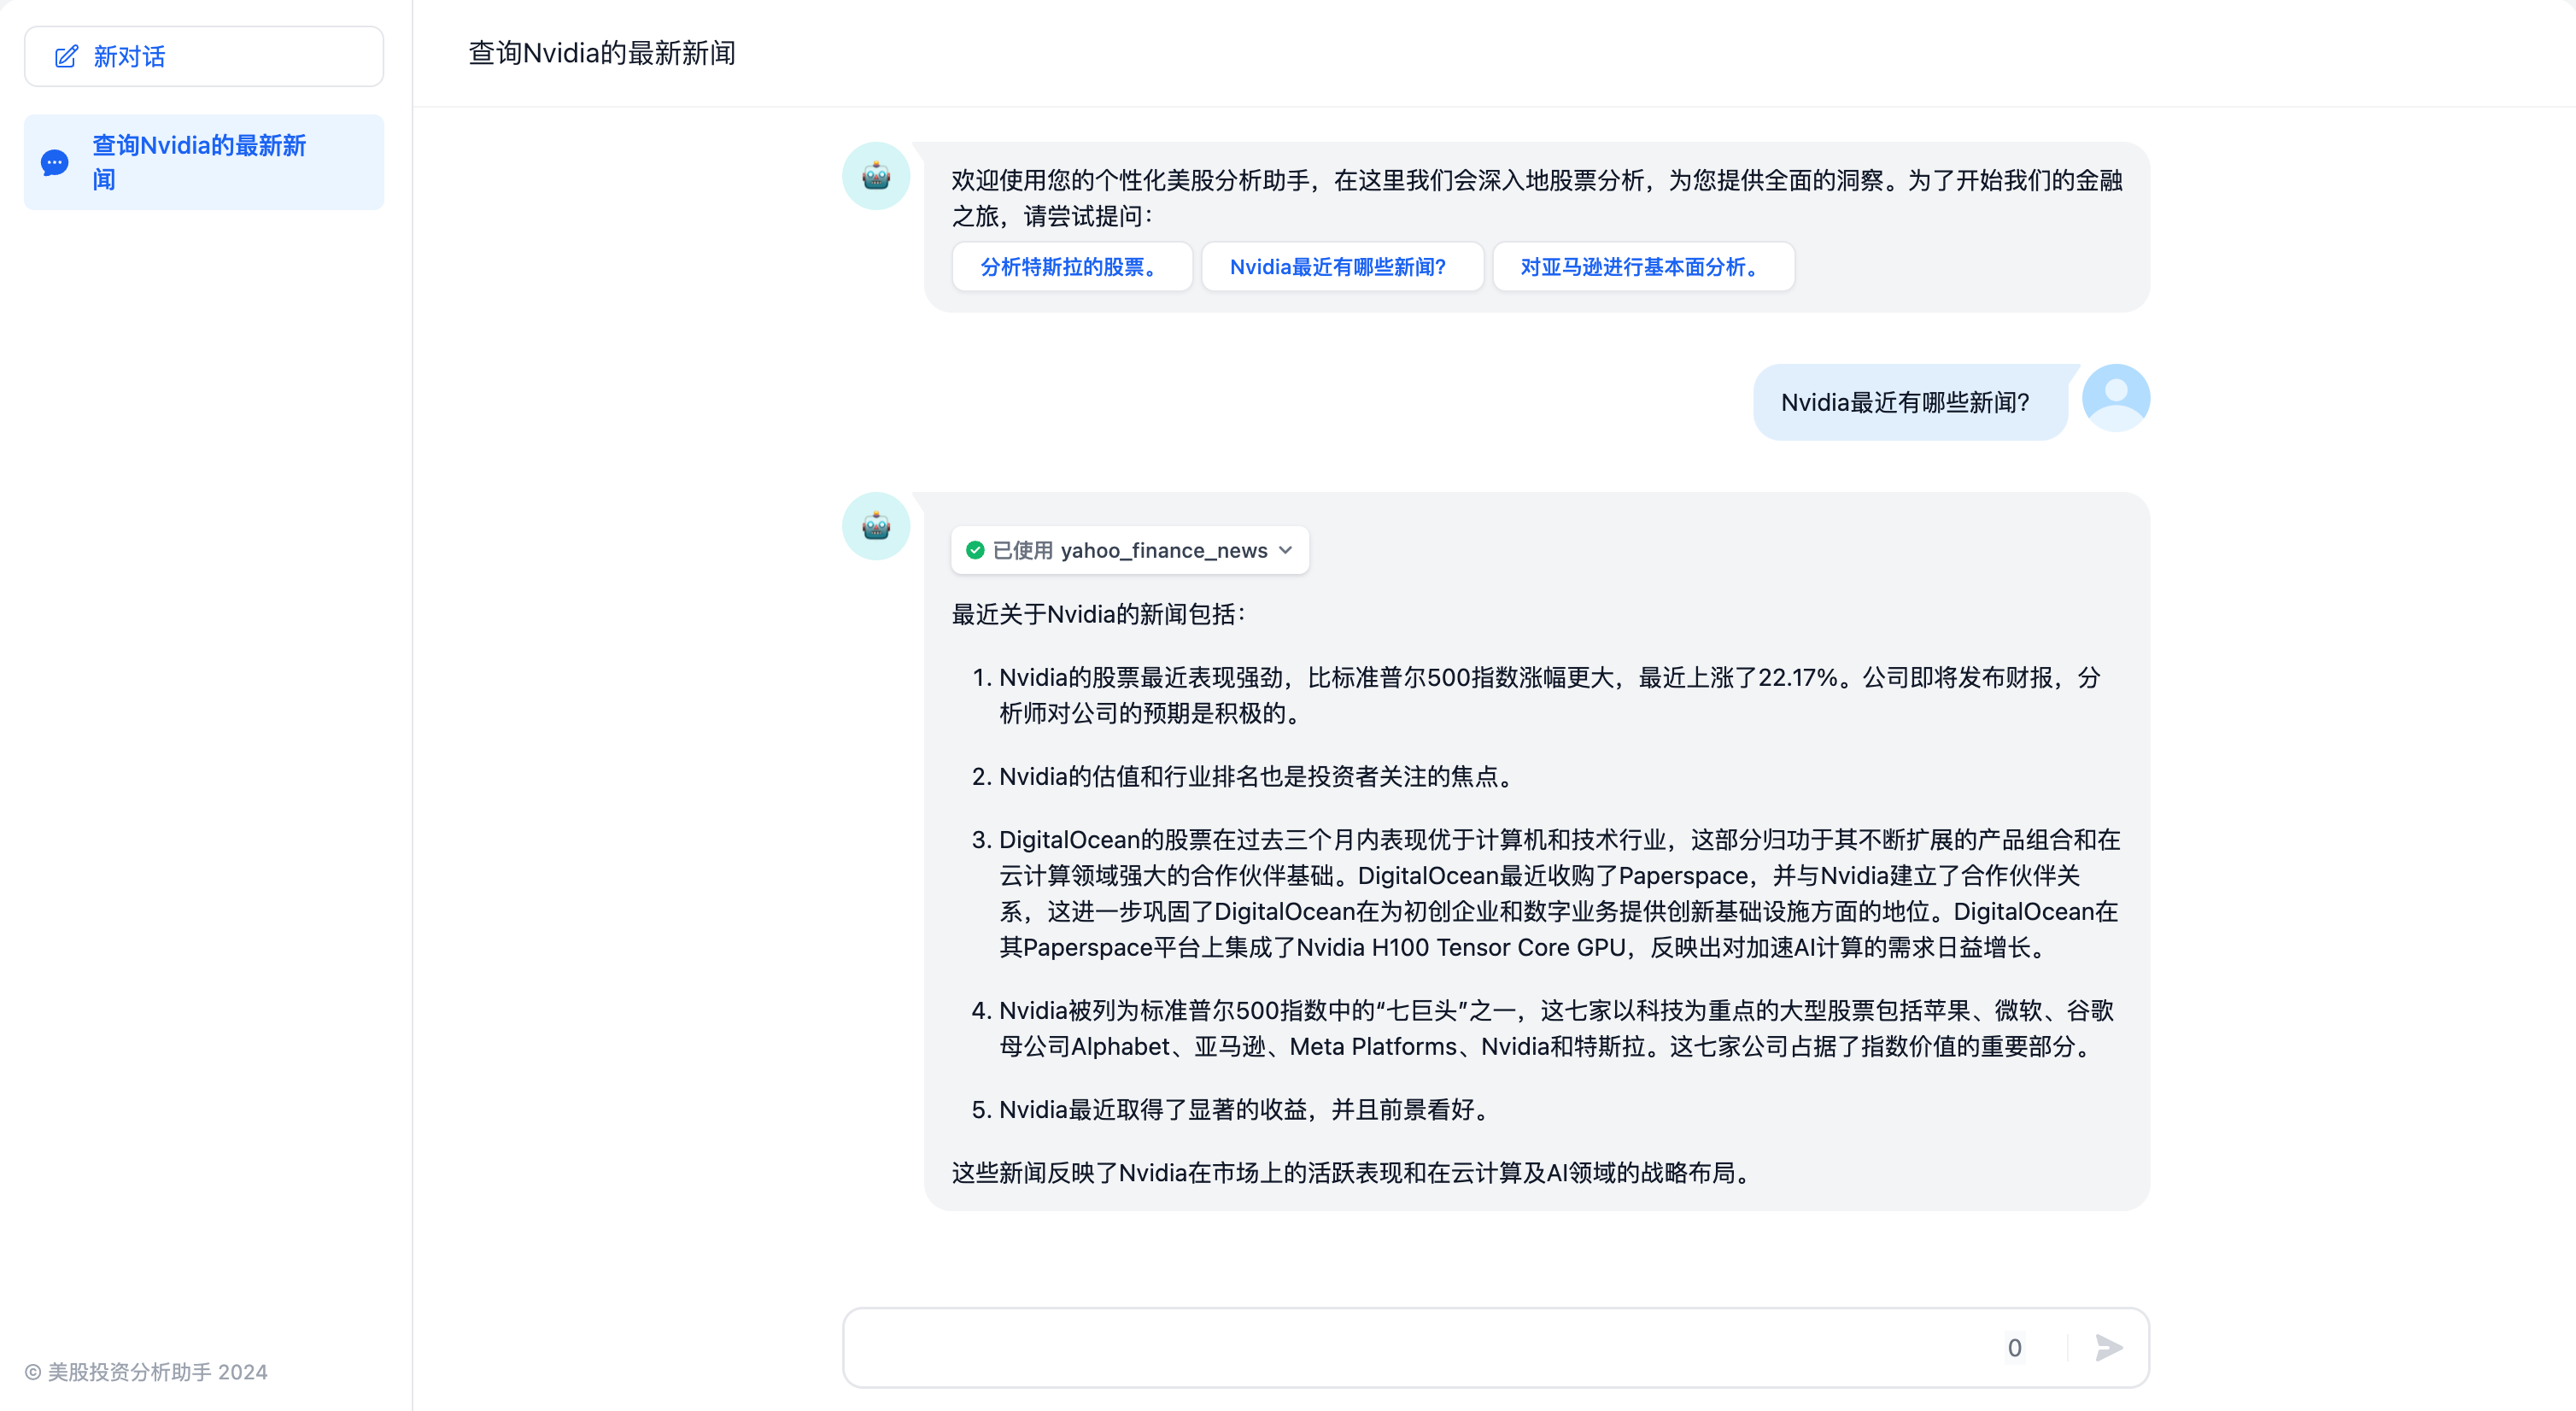 新对话
查询Nvidia的最新新
闻
© 美股投资分析助手 2024
查询Nvidia的最新新闻
欢迎使用您的个性化美股分析助手，在这里我们会深入地股票分析，为您提供全面的洞察。为了开始我们的金融
之旅，请尝试提问：
分析特斯拉的股票。
Nvidia最近有哪些新闻？
对亚马逊进行基本面分析。
Nvidia最近有哪些新闻？
已使用 yahoo_finance_news
最近关于Nvidia的新闻包括：
1. Nvidia的股票最近表现强劲，比标准普尔500指数涨幅更大，最近上涨了22.17%。公司即将发布财报，分
析师对公司的预期是积极的。
2. Nvidia的估值和行业排名也是投资者关注的焦点。
3. DigitalOcean的股票在过去三个月内表现优于计算机和技术行业，这部分归功于其不断扩展的产品组合和在
云计算领域强大的合作伙伴基础。DigitalOcean最近收购了Paperspace，并与Nvidia建立了合作伙伴关
系，这进一步巩固了DigitalOcean在为初创企业和数字业务提供创新基础设施方面的地位。DigitalOcean在
其Paperspace平台上集成了Nvidia H100 Tensor Core GPU，反映出对加速AI计算的需求日益增长。
4. Nvidia被列为标准普尔500指数中的“七巨头”之一，这七家以科技为重点的大型股票包括苹果、微软、谷歌
母公司Alphabet、亚马逊、Meta Platforms、Nvidia和特斯拉。这七家公司占据了指数价值的重要部分。
5. Nvidia最近取得了显著的收益，并且前景看好。
这些新闻反映了Nvidia在市场上的活跃表现和在云计算及AI领域的战略布局。
0